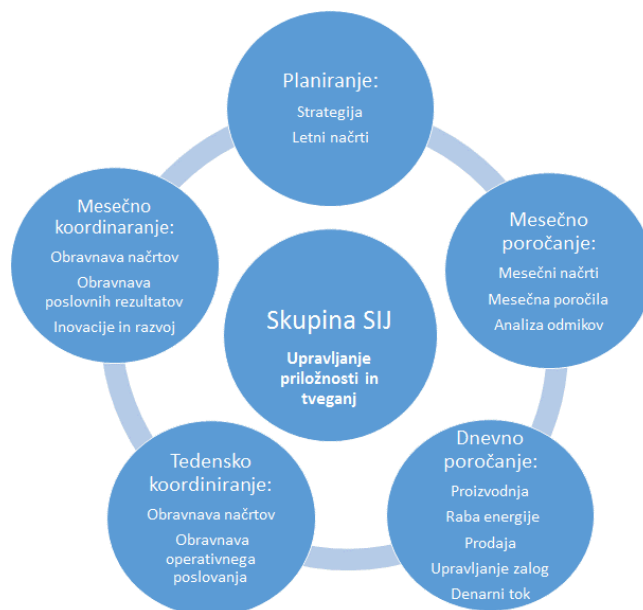 Planiranje:
Strategija
Letni načrti
Mesečno
poročanje:
Mesečni načrti
Mesečna poročila
Analiza odmikov
Dnevno
poročanje:
Proizvodnja
Raba energije
Prodaja
Upravljanje zalog
Denarni tok
Tedensko
koordiniranje:
Obravnava načrtov
Obravnava
operativnega
poslovanja
Mesečno
koordinaranje:
Obravnava načrtov
Obravnava
poslovnih rezultatov
Inovacije in razvoj
Skupina SIJ
Upravljanje
priložnosti in
tveganj